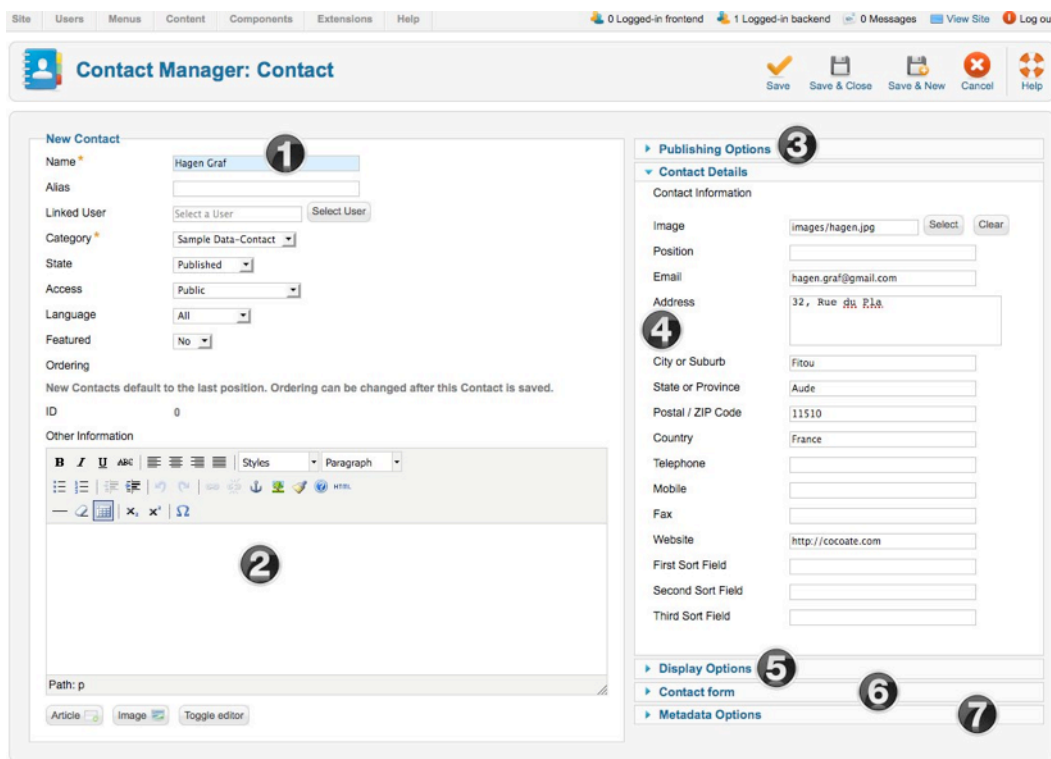 Site Users Menus Content Components Extensions Help 0 Logged-in frontend 1 Logged-in backend 0 Messages View Site Log ou
Contact Manager: Contact
Save Save & Close Save & New Cancel Help
New Contact
1
Name * Hagen Graf
Alias
Linked User Select a User Select User
Category * Sample Data-Contact
State Published
Access Public
Language All
Featured No
Ordering
New Contacts default to the last position. Ordering can be changed after this Contact is saved.
ID 0
Other Information
B I U ABC Styles Paragraph
HTML
Ω
2
Path: p
Article Image Toggle editor
Publishing Options 3
Contact Details
Contact Information
Image images/hagen.jpg Select Clear
Position
Email hagen.graf@gmail.com
Address 32, Rue du Pla
4
City or Suburb Fitou
State or Province Aude
Postal / ZIP Code 11510
Country France
Telephone
Mobile
Fax
Website http://cocoate.com
First Sort Field
Second Sort Field
Third Sort Field
Display Options 5
Contact form 6
Metadata Options 7